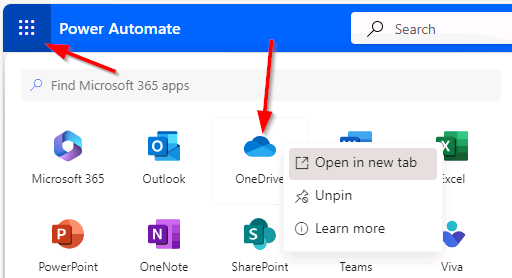 Power Automate
Search
Find Microsoft 365 apps
Microsoft 365
Outlook
OneDrive
Excel
Open in new tab
Unpin
Learn more
PowerPoint
OneNote
SharePoint
Teams
Viva